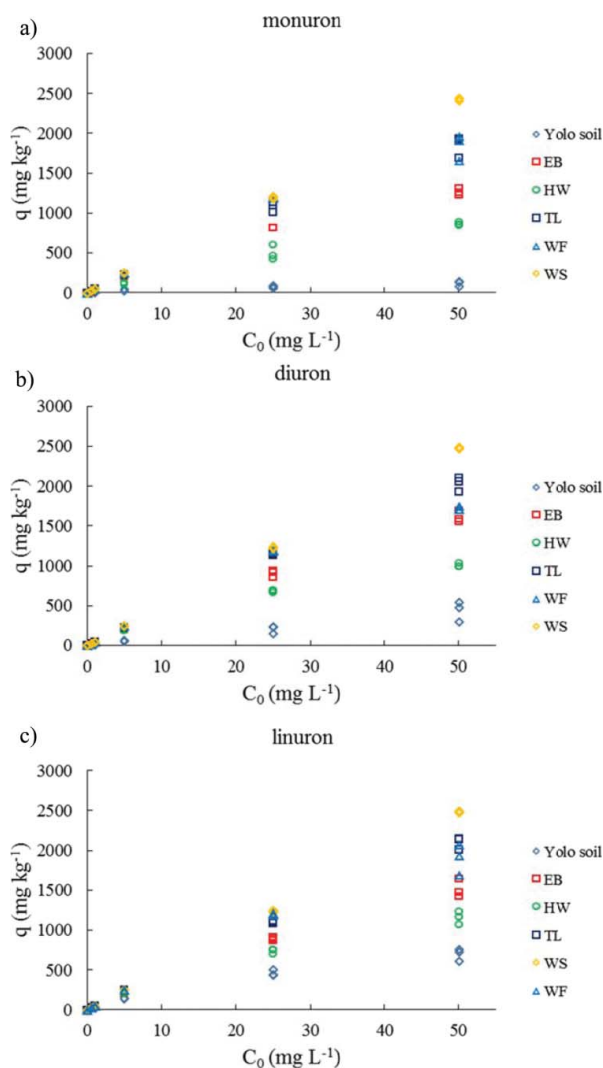 a)
monuron
3000
2500
2000
1500
1000
500
0
q (mg kg⁻¹)
0 10 20 30 40 50
C₀ (mg L⁻¹)
Yolo soil
EB
HW
TL
WF
WS
b)
diuron
3000
2500
2000
1500
1000
500
0
q (mg kg⁻¹)
0 10 20 30 40 50
C₀ (mg L⁻¹)
Yolo soil
EB
HW
TL
WF
WS
c)
linuron
3000
2500
2000
1500
1000
500
0
q (mg kg⁻¹)
0 10 20 30 40 50
C₀ (mg L⁻¹)
Yolo soil
EB
HW
TL
WS
WF